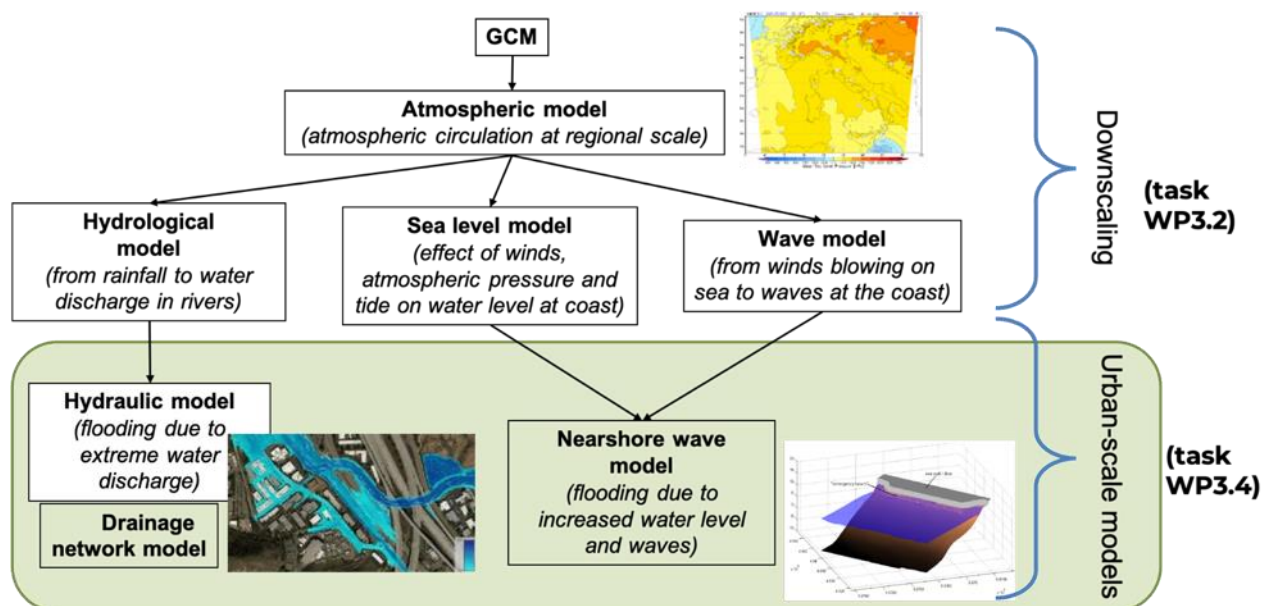 GCM
Atmospheric model
(atmospheric circulation at regional scale)
Hydrological
model
(from rainfall to water
discharge in rivers)
Sea level model
(effect of winds,
atmospheric pressure and
tide on water level at coast)
Wave model
(from winds blowing on
sea to waves at the coast)
Downscaling
(task
WP3.2)
Hydraulic model
(flooding due to
extreme water
discharge)
Drainage
network model
Nearshore wave
model
(flooding due to
increased water level
and waves)
Urban-scale models
(task
WP3.4)